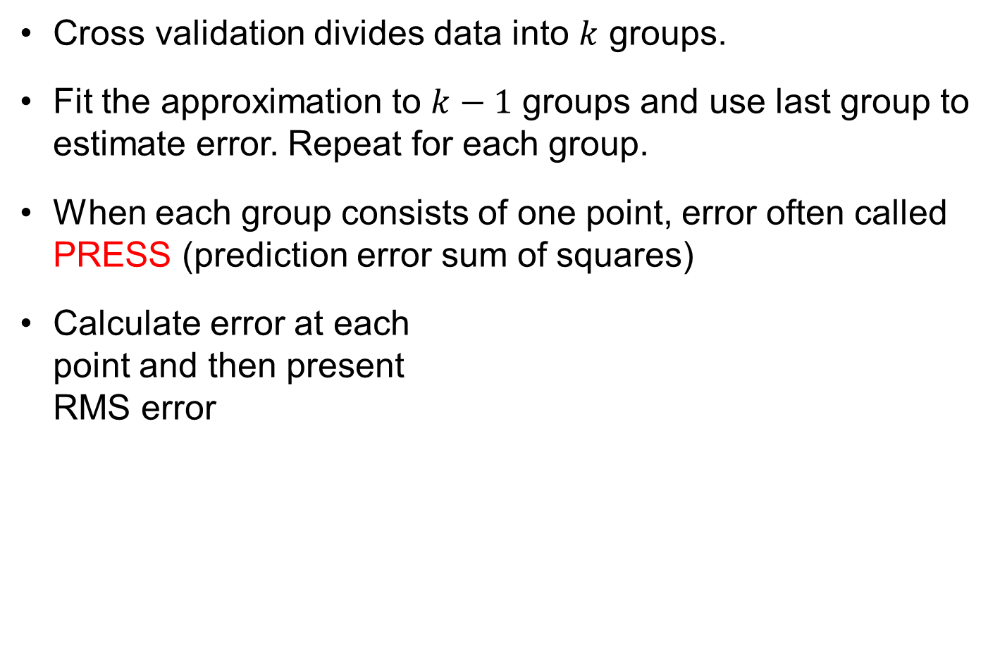 • Cross validation divides data into k groups.
• Fit the approximation to k − 1 groups and use last group to
estimate error. Repeat for each group.
• When each group consists of one point, error often called
PRESS (prediction error sum of squares)
• Calculate error at each
point and then present
RMS error